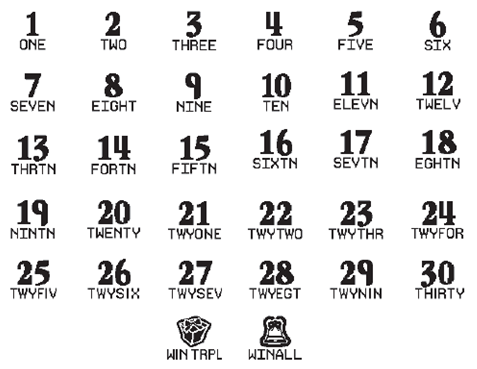 1 2 3 4 5 6
ONE TWO THREE FOUR FIVE SIX
7 8 9 10 11 12
SEVEN EIGHT NINE TEN ELEVN TWELV
13 14 15 16 17 18
THRTN FORTN FIFTN SIXTN SEVTN EGHTN
19 20 21 22 23 24
NINTN TWENTY TWYONE TWYTWO TWYTHR TWYFOR
25 26 27 28 29 30
TWYFIV TWYSIX TWYSEV TWYEGT TWYNIN THIRTY
WIN TRPL WINALL